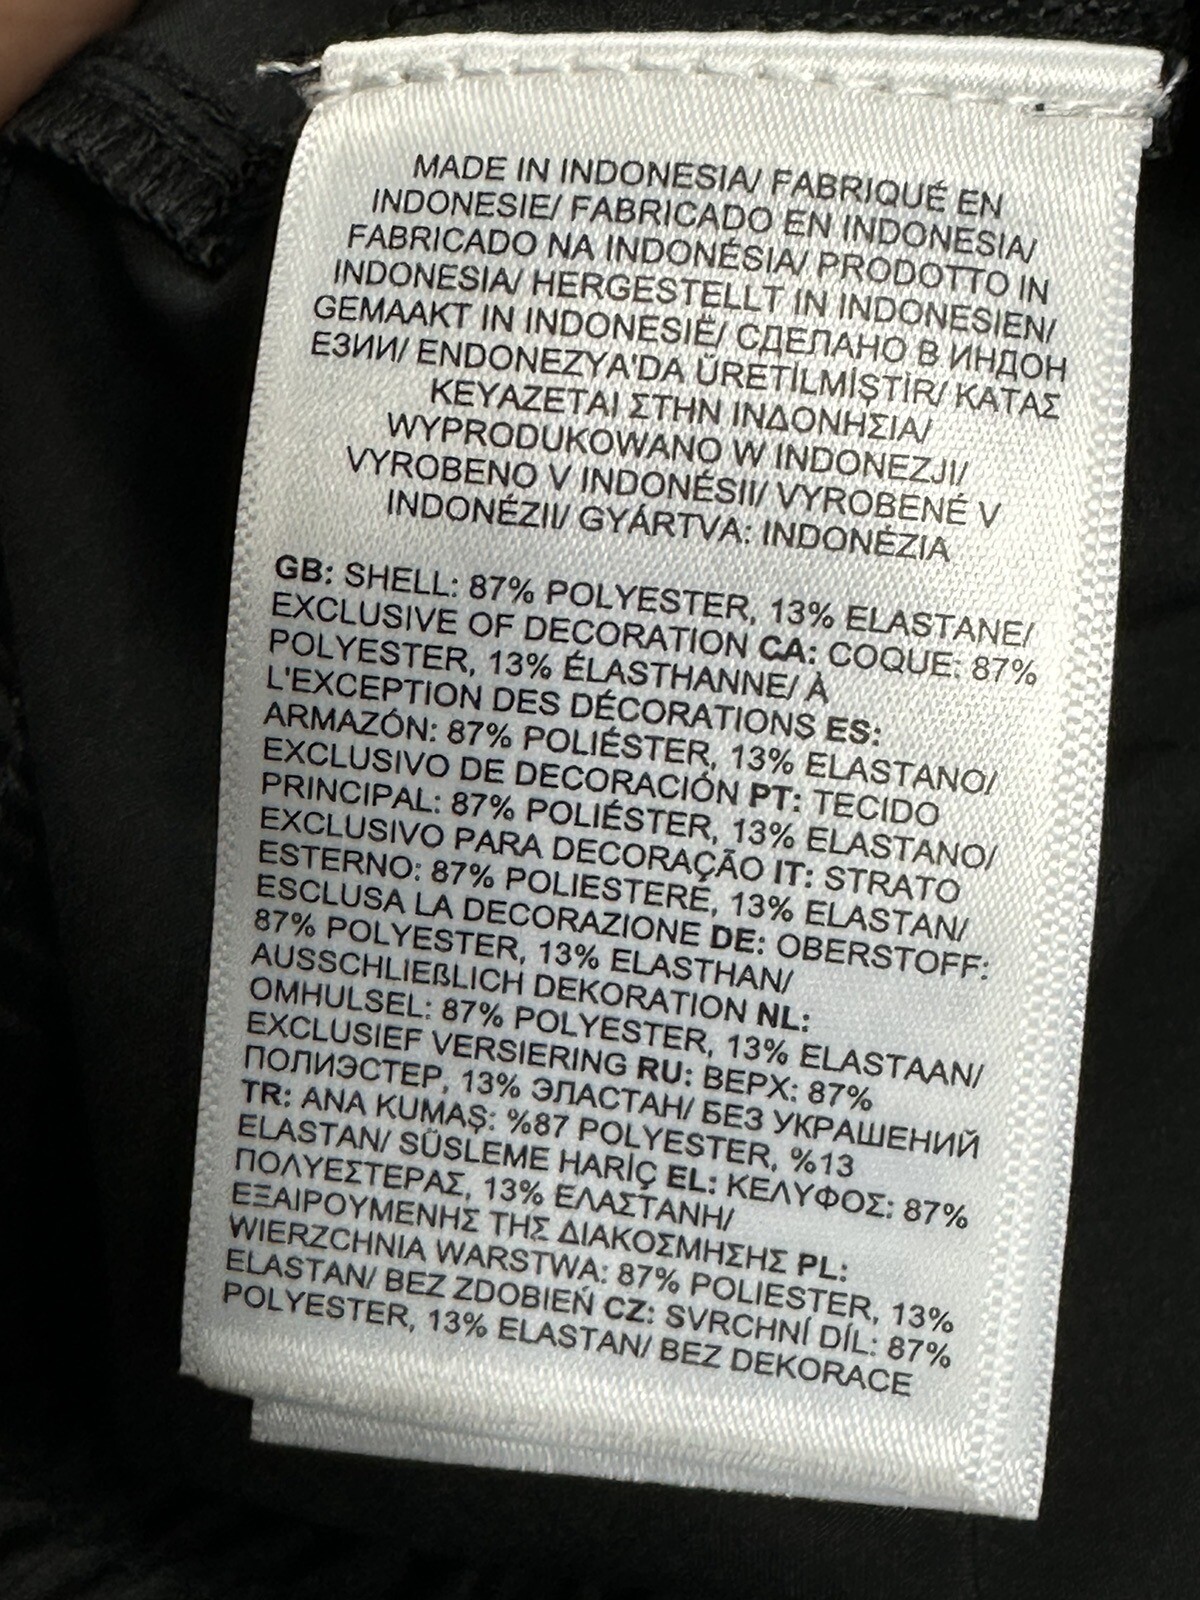 MADE IN INDONESIA/ FABRIQUÉ EN
INDONESIE/ FABRICADO EN INDONESIA/
FABRICADO NA INDONÉSIA/ PRODOTTO IN
INDONESIA/ HERGESTELLT IN INDONESIEN/
GEMAAKT IN INDONESIË/ СДЕЛАНО В ИНДОН
ЕЗИИ/ ENDONEZYA'DA ÜRETİLMİŞTİR/ ΚΑΤΑΣ
ΚΕΥΑΖΕΤΑΙ ΣΤΗΝ ΙΝΔΟΝΗΣΙΑ/
WYPRODUKOWANO W INDONEZJI/
VYROBENO V INDONÉSII/ VYROBENÉ V
INDONÉZII/ GYÁRTVA: INDONÉZIA
GB: SHELL: 87% POLYESTER, 13% ELASTANE/
EXCLUSIVE OF DECORATION CA: COQUE: 87%
POLYESTER, 13% ÉLASTHANNE/ À
L'EXCEPTION DES DÉCORATIONS ES:
ARMAZÓN: 87% POLIÉSTER, 13% ELASTANO/
EXCLUSIVO DE DECORACIÓN PT: TECIDO
PRINCIPAL: 87% POLIÉSTER, 13% ELASTANO/
EXCLUSIVO PARA DECORAÇÃO IT: STRATO
ESTERNO: 87% POLIESTERE, 13% ELASTAN/
ESCLUSA LA DECORAZIONE DE: OBERSTOFF:
87% POLYESTER, 13% ELASTHAN/
AUSSCHLIEßLICH DEKORATION NL:
OMHULSEL: 87% POLYESTER, 13% ELASTAAN/
EXCLUSIEF VERSIERING RU: ВЕРХ: 87%
ПОЛИЭСТЕР, 13% ЭЛАСТАН/ БЕЗ УКРАШЕНИЙ
TR: ANA KUMAŞ: %87 POLYESTER, %13
ELASTAN/ SÜSLEME HARİÇ EL: ΚΕΛΥΦΟΣ: 87%
ΠΟΛΥΕΣΤΕΡΑΣ, 13% ΕΛΑΣΤΑΝΗ/
ΕΞΑΙΡΟΥΜΕΝΗΣ ΤΗΣ ΔΙΑΚΟΣΜΗΣΗΣ PL:
WIERZCHNIA WARSTWA: 87% POLIESTER, 13%
ELASTAN/ BEZ ZDOBIEŃ CZ: SVRCHNÍ DÍL: 87%
POLYESTER, 13% ELASTAN/ BEZ DEKORACE